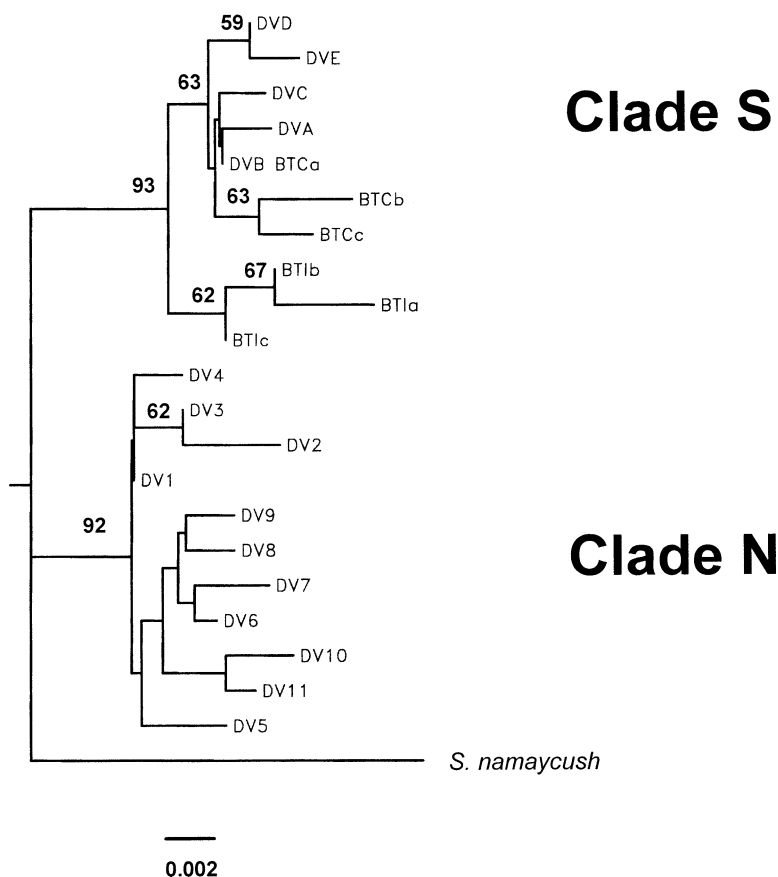 59 DVD
DVE
63
DVC
Clade S
DVA
DVB BTCa
93
63 BTCb
BTCc
67 BTIb
62
BTIa
BTIc
DV4
62 DV3
DV2
DV1
DV9
92
DV8
Clade N
DV7
DV6
DV10
DV11
DV5
S. namaycush
0.002